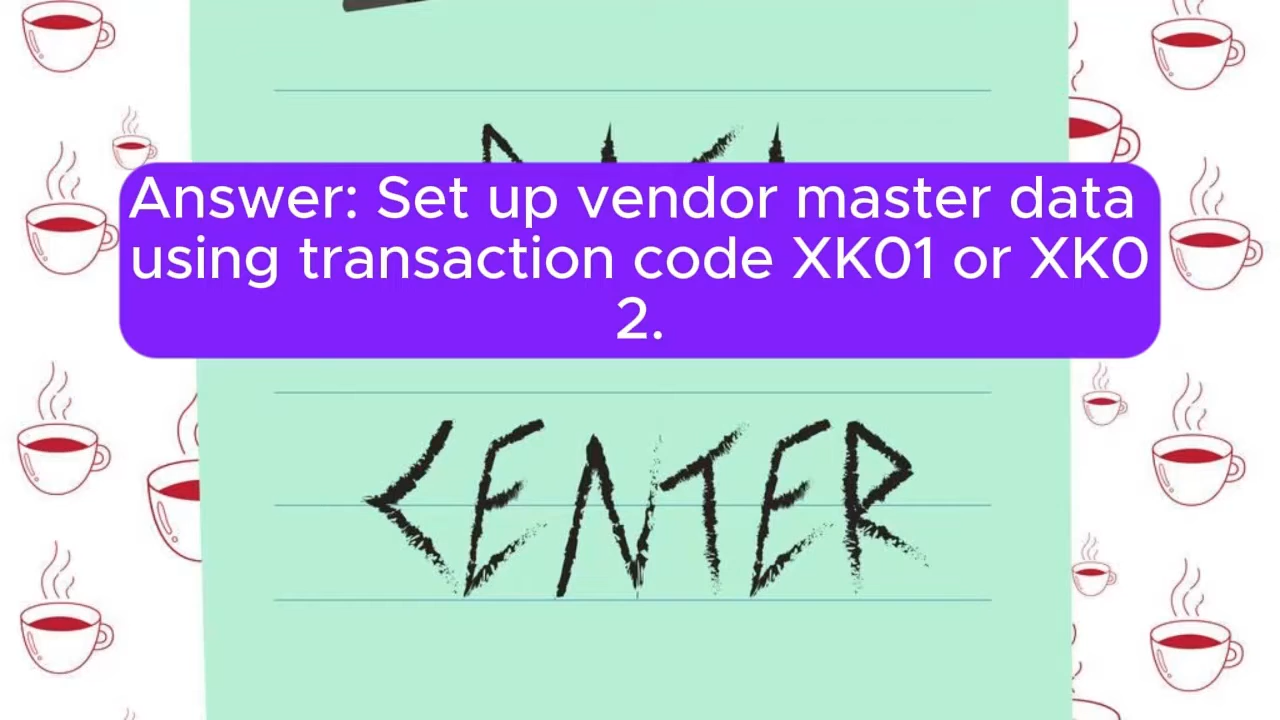 Answer: Set up vendor master data
using transaction code XK01 or XK0
2.
CENTER